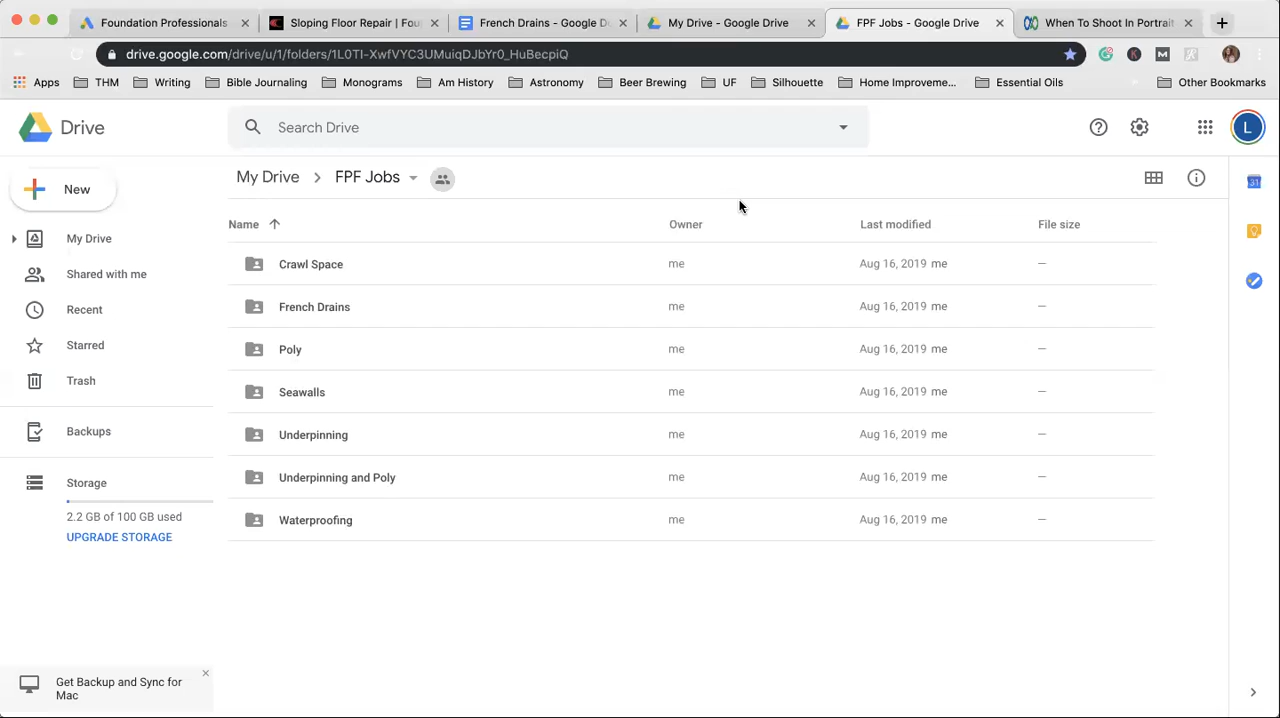 Foundation Professionals
Sloping Floor Repair | Fou
French Drains - Google D
My Drive - Google Drive
FPF Jobs - Google Drive
When To Shoot In Portrait
drive.google.com/drive/u/1/folders/1L0TI-XwfVYC3UMuiqDJbYr0_HuBecpiQ
Apps
THM
Writing
Bible Journaling
Monograms
Am History
Astronomy
Beer Brewing
UF
Silhouette
Home Improveme...
Essential Oils
Other Bookmarks
Drive
Search Drive
L
New
My Drive
Shared with me
Recent
Starred
Trash
Backups
Storage
2.2 GB of 100 GB used
UPGRADE STORAGE
Get Backup and Sync for
Mac
My Drive > FPF Jobs
Name Owner Last modified File size
Crawl Space me Aug 16, 2019 me —
French Drains me Aug 16, 2019 me —
Poly me Aug 16, 2019 me —
Seawalls me Aug 16, 2019 me —
Underpinning me Aug 16, 2019 me —
Underpinning and Poly me Aug 16, 2019 me —
Waterproofing me Aug 16, 2019 me —
31